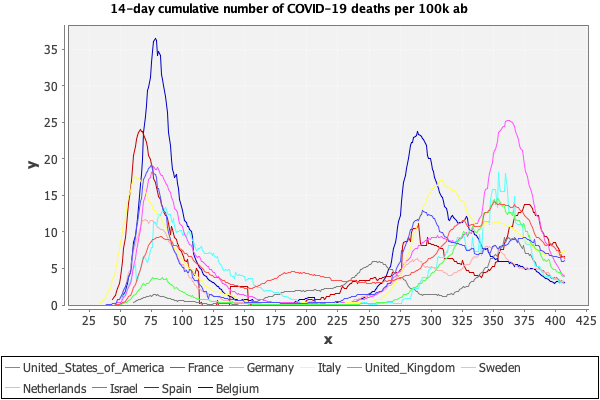 14-day cumulative number of COVID-19 deaths per 100k ab
35
30
25
20
15
10
5
0
y
25 50 75 100 125 150 175 200 225 250 275 300 325 350 375 400 425
x
United_States_of_America France Germany Italy United_Kingdom Sweden
Netherlands Israel Spain Belgium